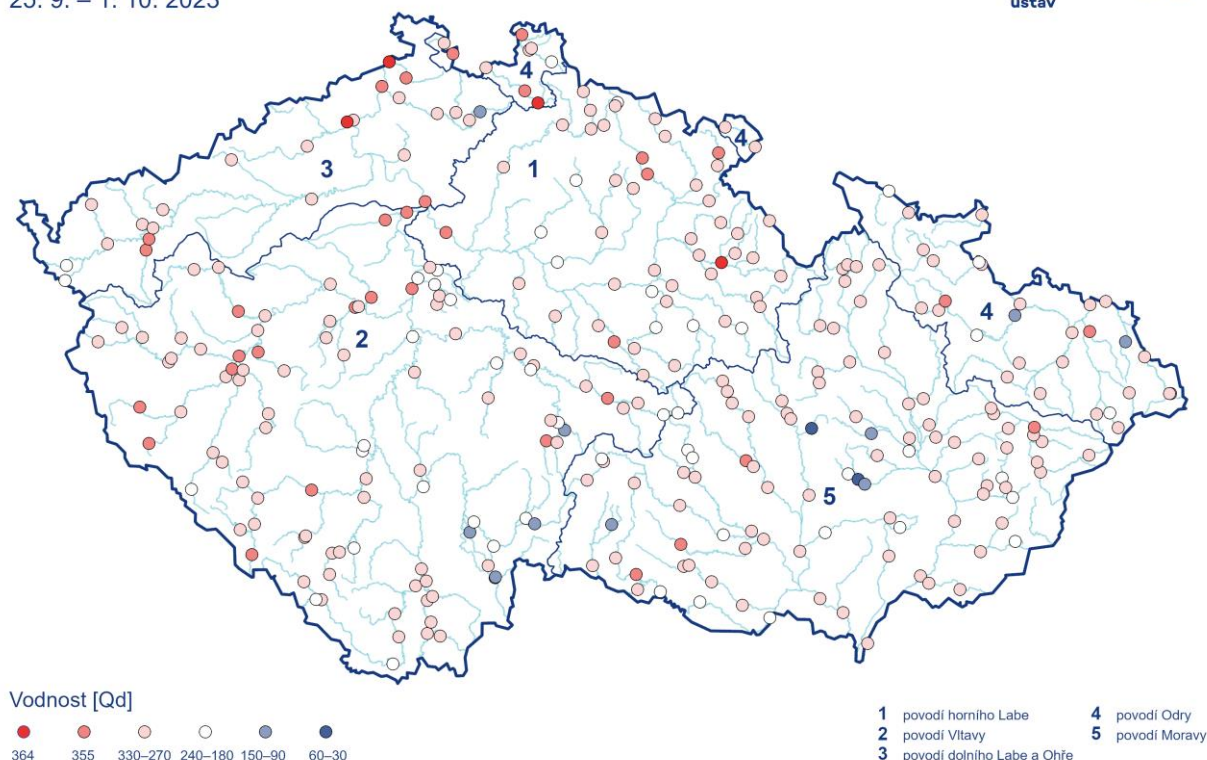 25. 9. – 1. 10. 2023
ústav
4
4
3
1
2
4
5
Vodnost [Qd]
364 355 330–270 240–180 150–90 60–30
1 povodí horního Labe
2 povodí Vltavy
3 povodí dolního Labe a Ohře
4 povodí Odry
5 povodí Moravy